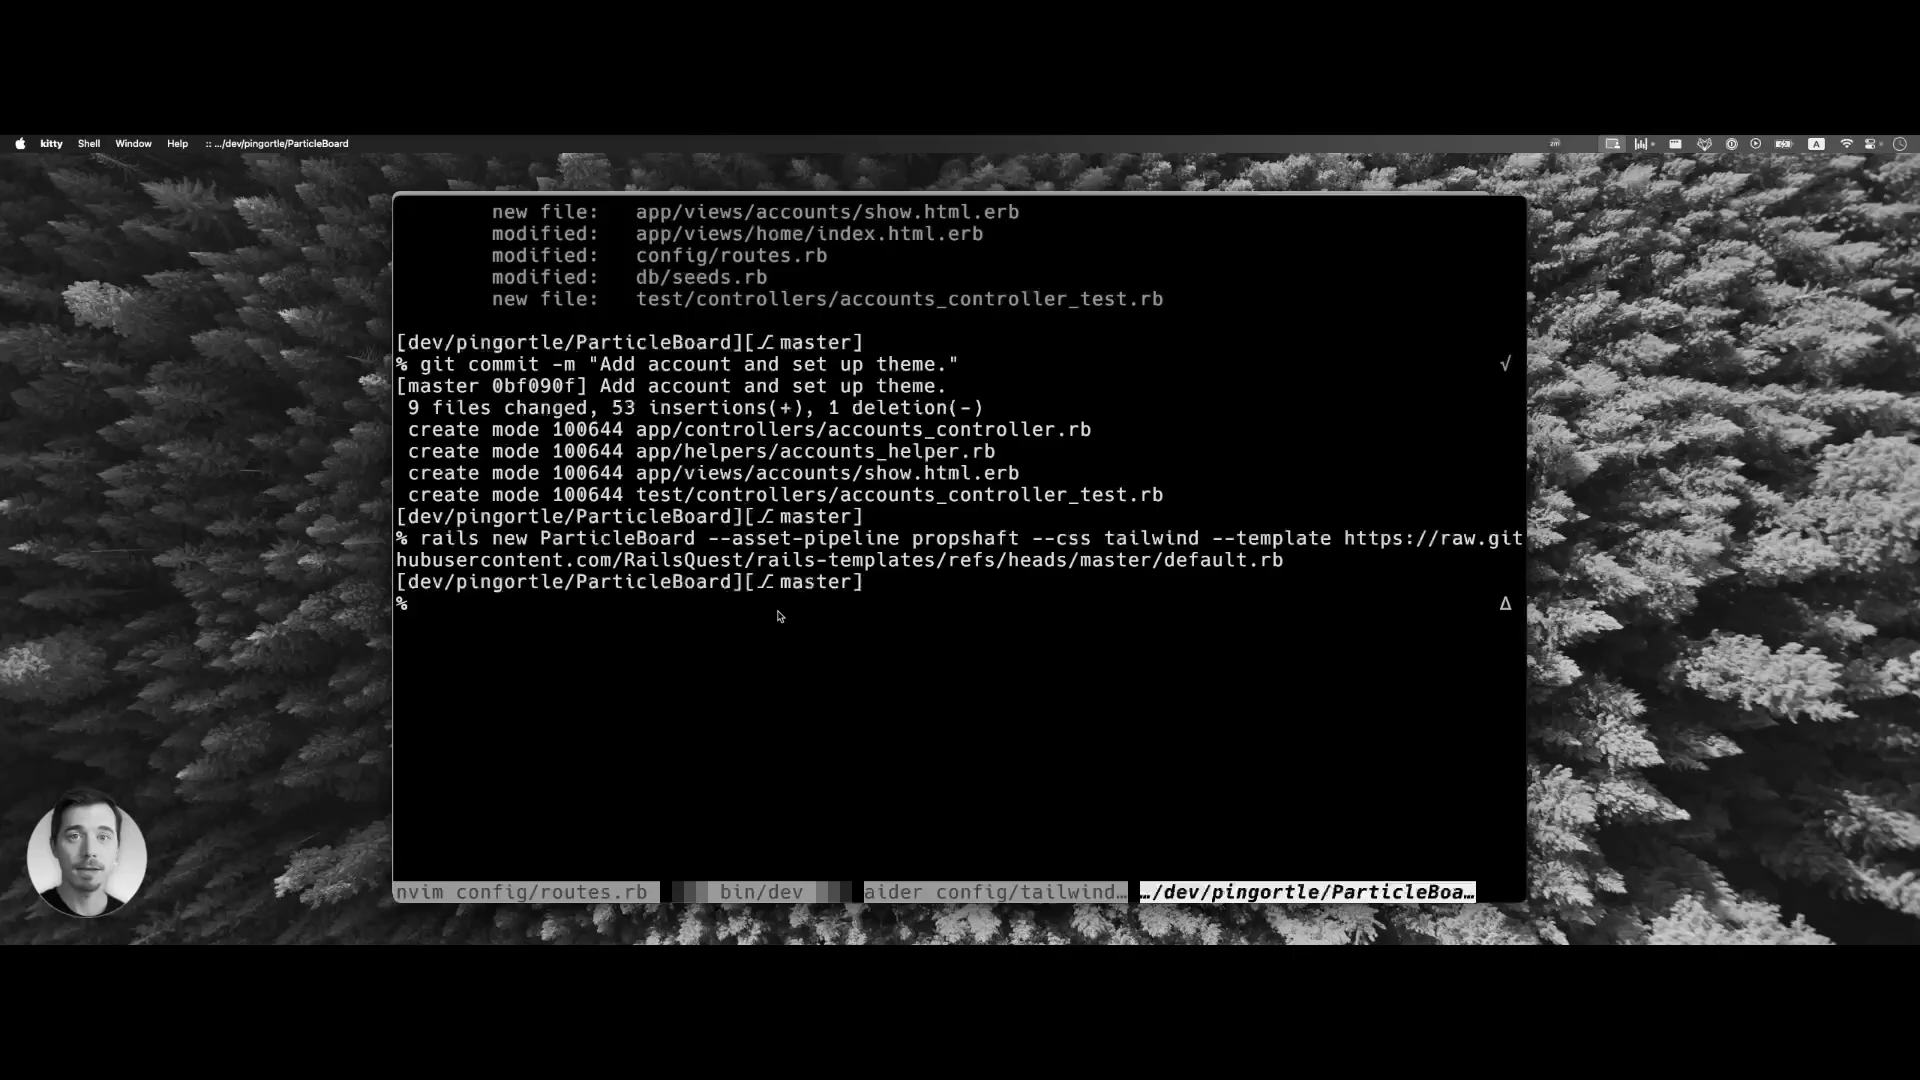 kitty Shell Window Help :: .../dev/pingortle/ParticleBoard zm A
new file: app/views/accounts/show.html.erb
modified: app/views/home/index.html.erb
modified: config/routes.rb
modified: db/seeds.rb
new file: test/controllers/accounts_controller_test.rb
[dev/pingortle/ParticleBoard][⎇ master]
% git commit -m "Add account and set up theme." √
[master 0bf090f] Add account and set up theme.
9 files changed, 53 insertions(+), 1 deletion(-)
create mode 100644 app/controllers/accounts_controller.rb
create mode 100644 app/helpers/accounts_helper.rb
create mode 100644 app/views/accounts/show.html.erb
create mode 100644 test/controllers/accounts_controller_test.rb
[dev/pingortle/ParticleBoard][⎇ master]
% rails new ParticleBoard --asset-pipeline propshaft --css tailwind --template https://raw.git
hubusercontent.com/RailsQuest/rails-templates/refs/heads/master/default.rb
[dev/pingortle/ParticleBoard][⎇ master]
% Δ
nvim config/routes.rb bin/dev aider config/tailwind… …/dev/pingortle/ParticleBoa…